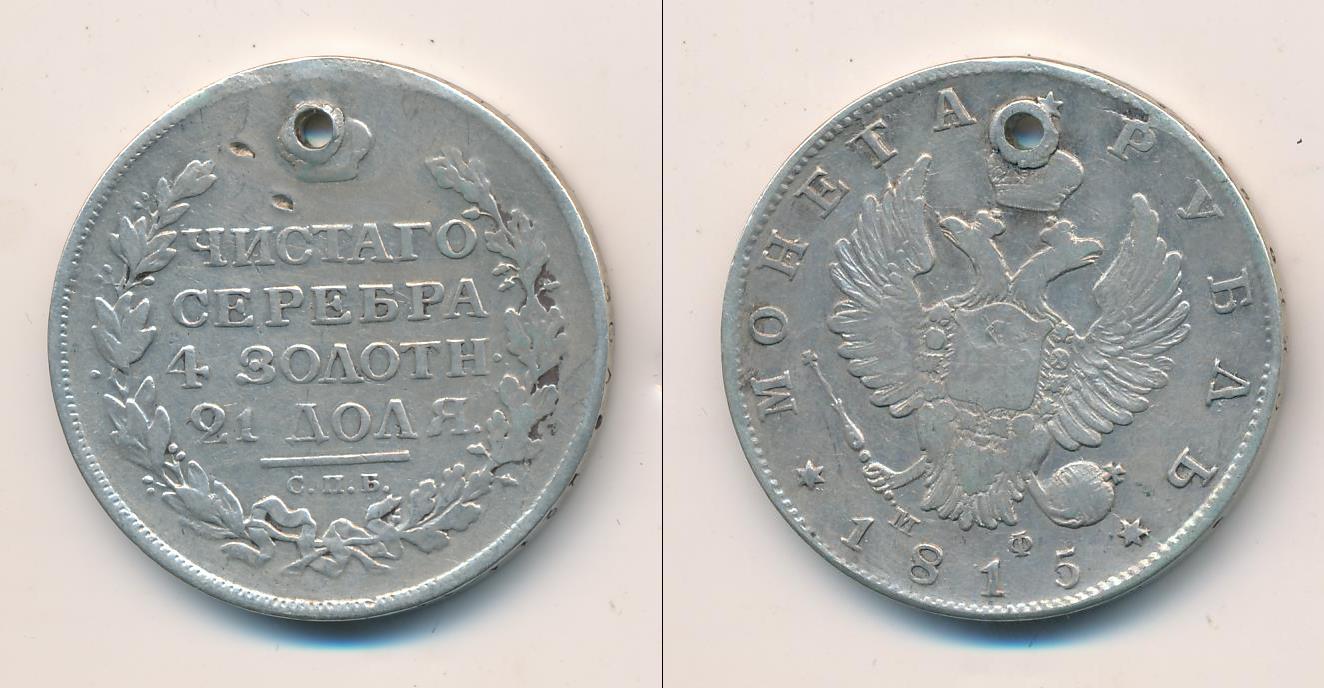 ЧИСТАГО
СЕРЕБРА
4 ЗОЛОТН.
21 ДОЛЯ.
С.П.Б.
МОНЕТА РУБЛЬ
1815
М Ф